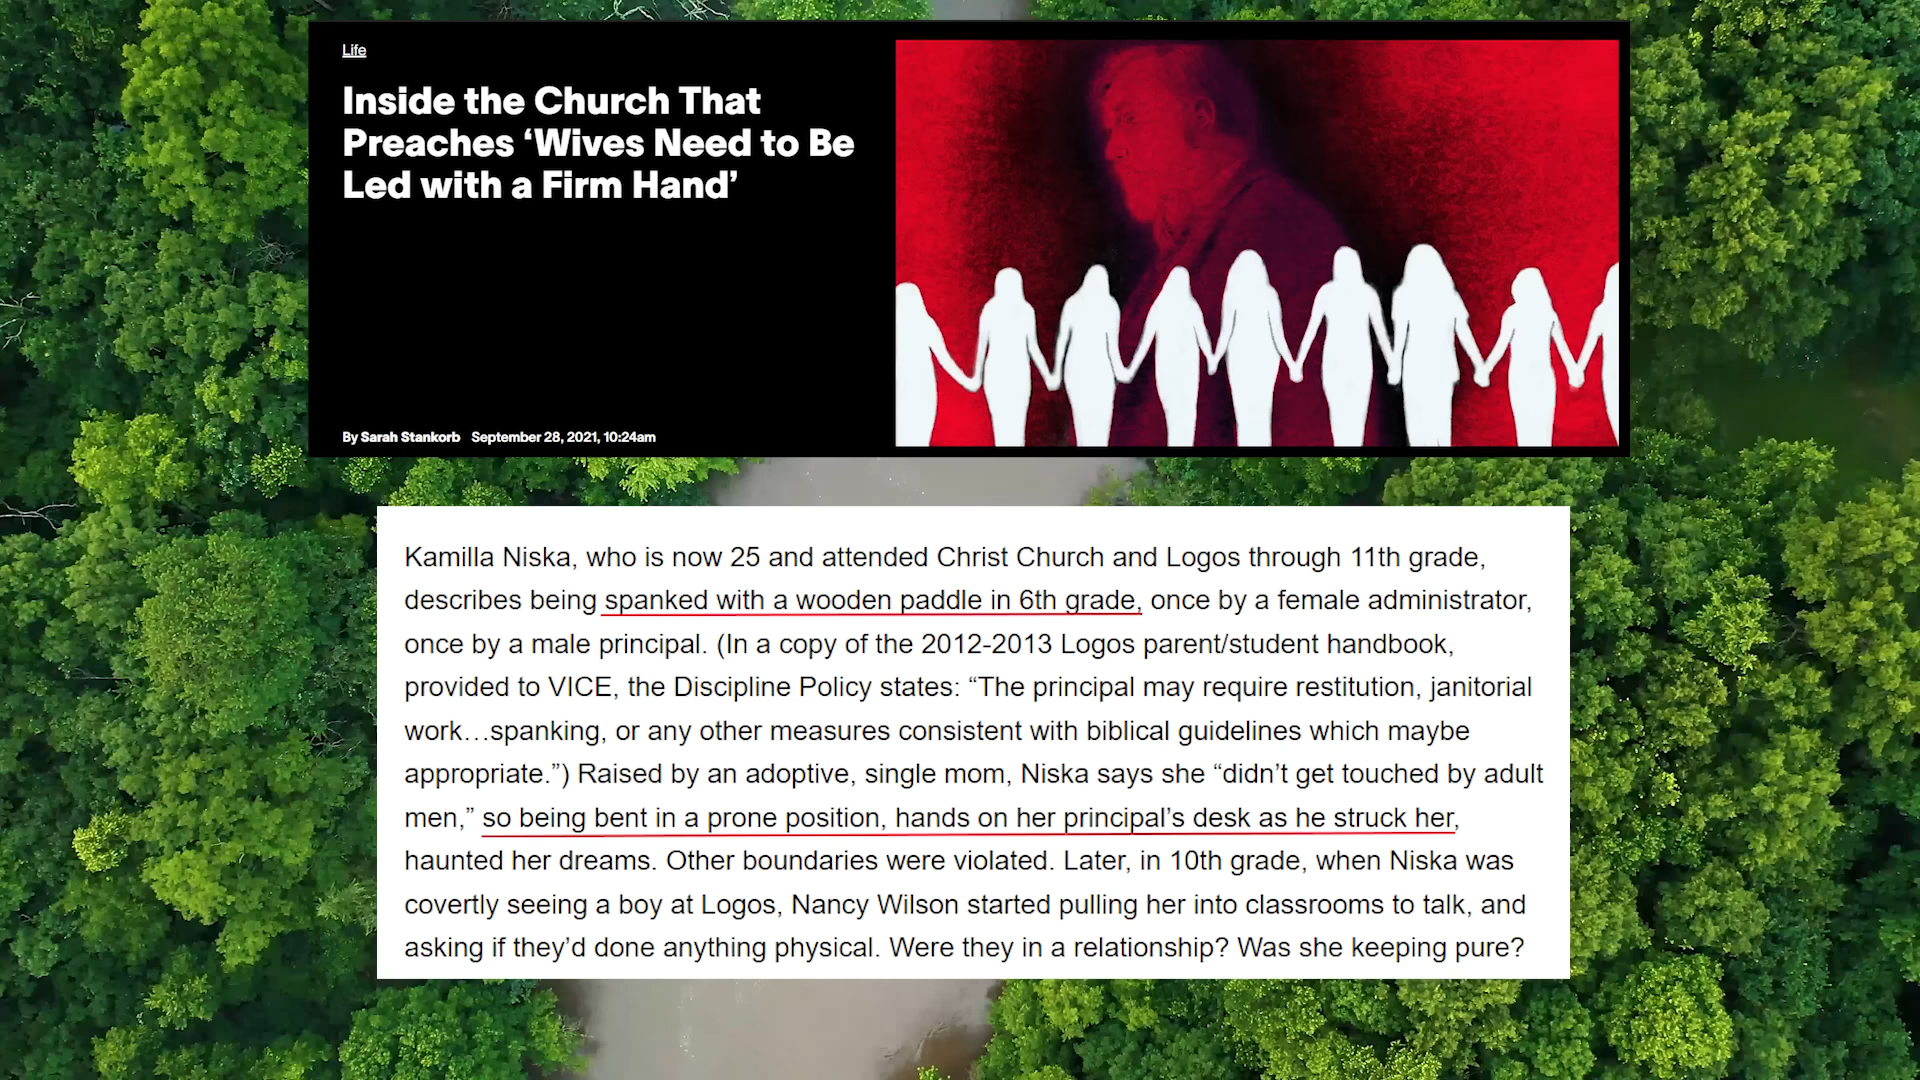 Life
Inside the Church That
Preaches ‘Wives Need to Be
Led with a Firm Hand’
By Sarah Stankorb September 28, 2021, 10:24am
Kamilla Niska, who is now 25 and attended Christ Church and Logos through 11th grade,
describes being spanked with a wooden paddle in 6th grade, once by a female administrator,
once by a male principal. (In a copy of the 2012-2013 Logos parent/student handbook,
provided to VICE, the Discipline Policy states: “The principal may require restitution, janitorial
work…spanking, or any other measures consistent with biblical guidelines which maybe
appropriate.”) Raised by an adoptive, single mom, Niska says she “didn’t get touched by adult
men,” so being bent in a prone position, hands on her principal’s desk as he struck her,
haunted her dreams. Other boundaries were violated. Later, in 10th grade, when Niska was
covertly seeing a boy at Logos, Nancy Wilson started pulling her into classrooms to talk, and
asking if they’d done anything physical. Were they in a relationship? Was she keeping pure?